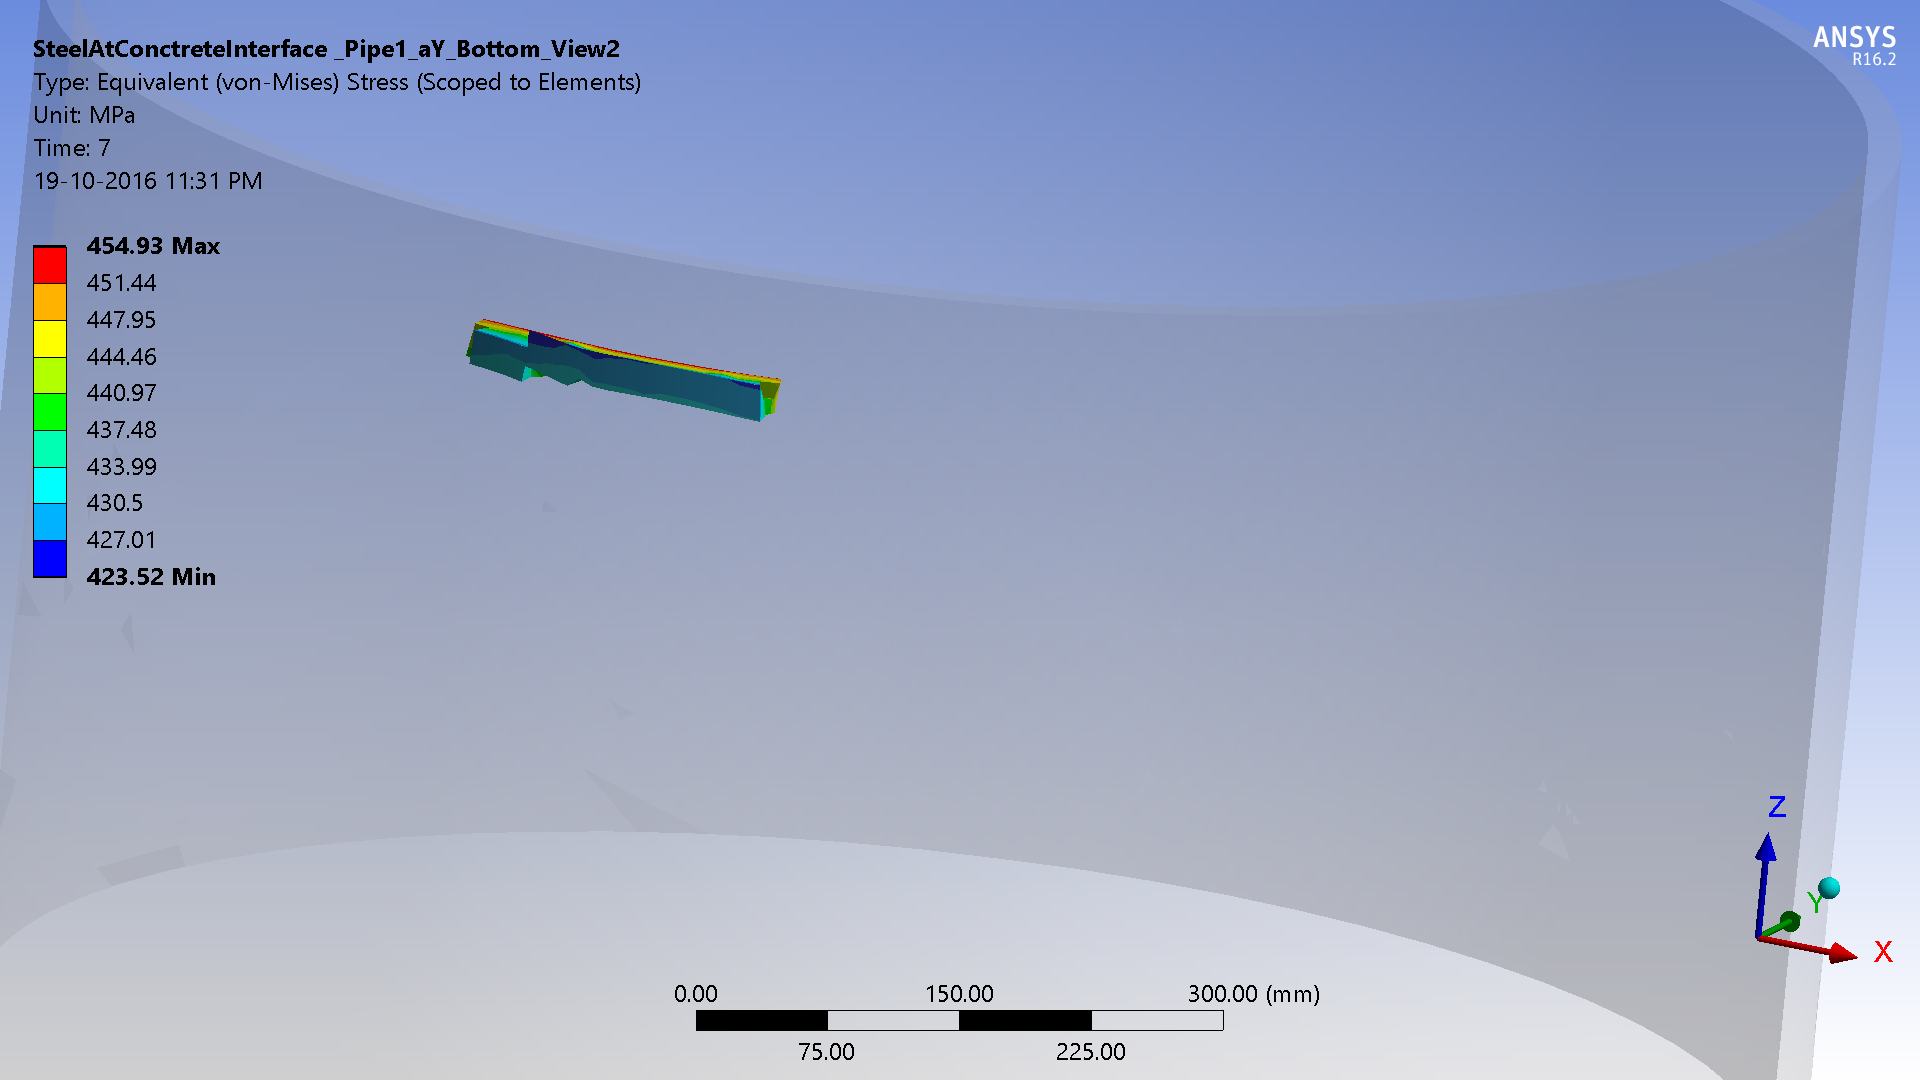 SteelAtConctreteInterface _Pipe1_aY_Bottom_View2
Type: Equivalent (von-Mises) Stress (Scoped to Elements)
Unit: MPa
Time: 7
19-10-2016 11:31 PM
ANSYS
R16.2
454.93 Max
451.44
447.95
444.46
440.97
437.48
433.99
430.5
427.01
423.52 Min
Z
Y
X
0.00 150.00 300.00 (mm)
75.00 225.00